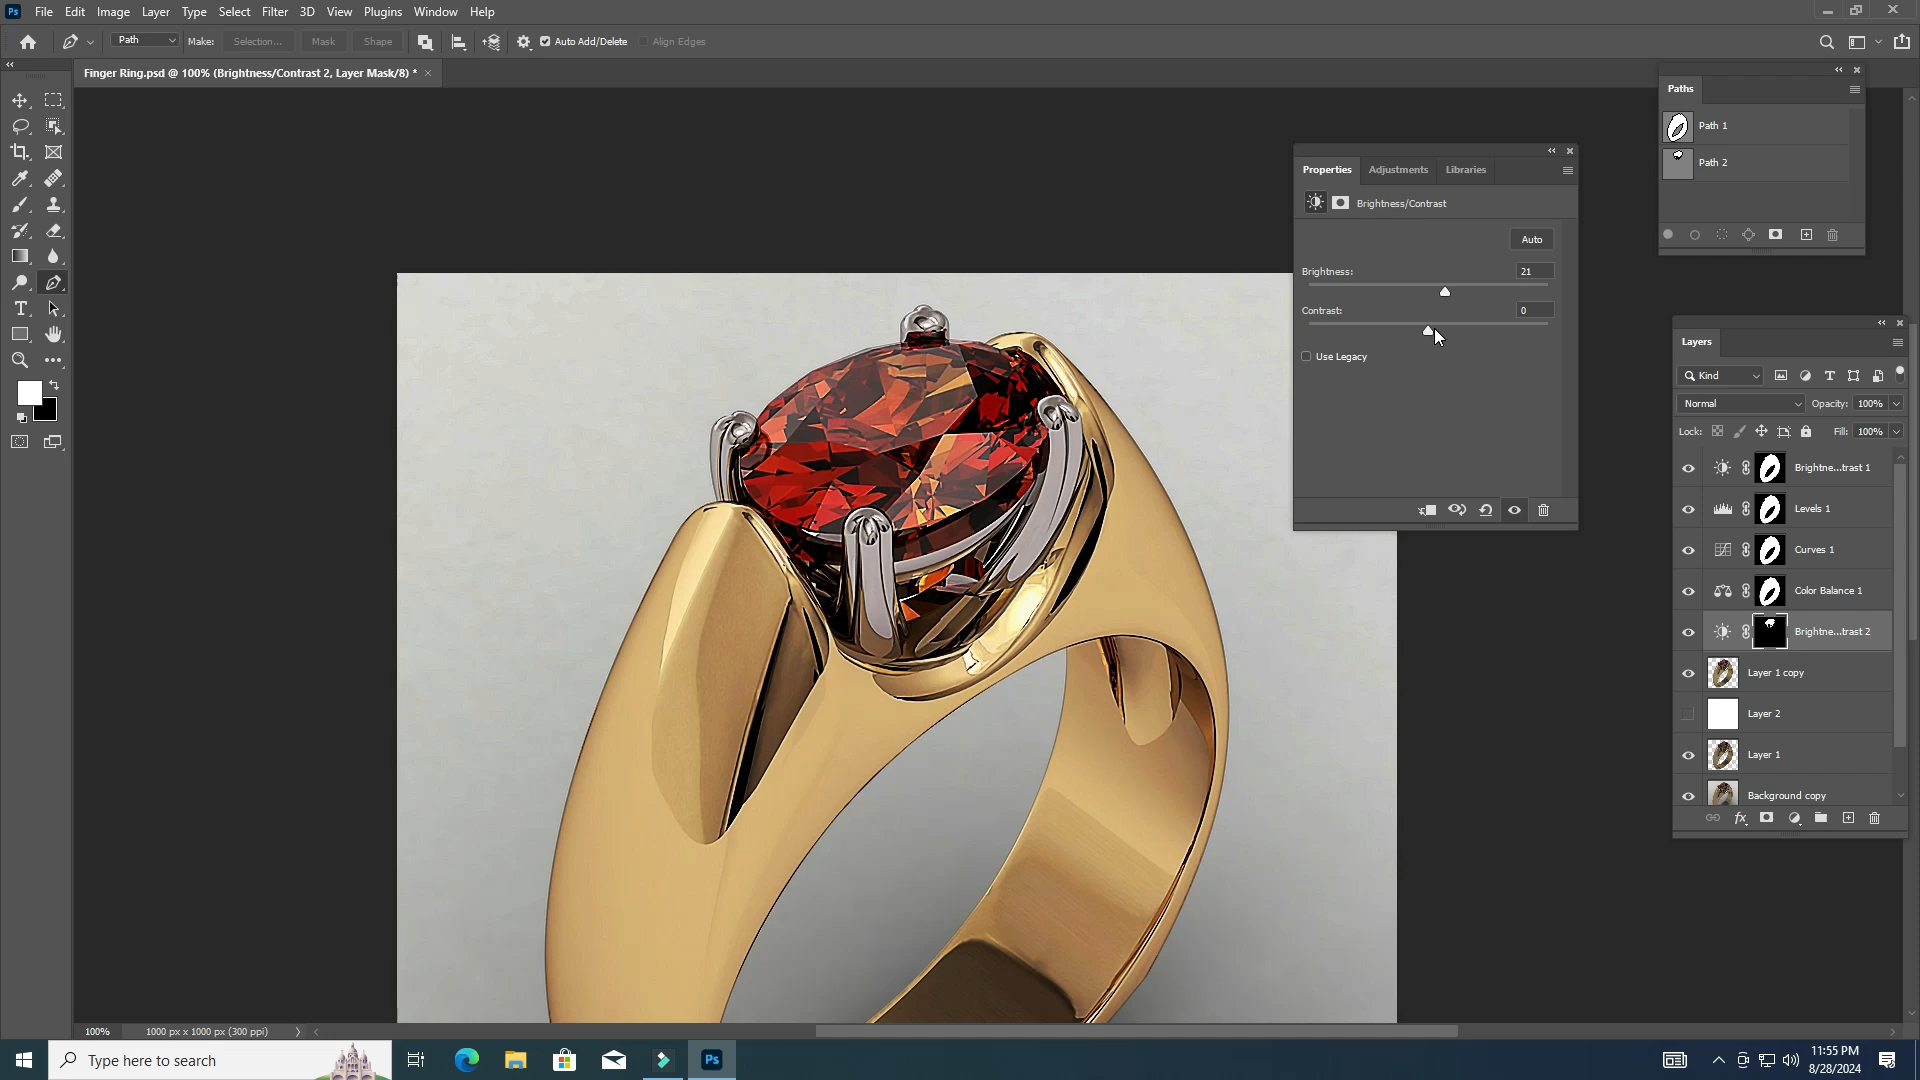 Ps File Edit Image Layer Type Select Filter 3D View Plugins Window Help
Path Make: Selection... Mask Shape Auto Add/Delete Align Edges
Finger Ring.psd @ 100% (Brightness/Contrast 2, Layer Mask/8) *
Paths
Path 1
Path 2
Properties Adjustments Libraries
Brightness/Contrast
Auto
Brightness: 21
Contrast: 0
Use Legacy
Layers
Kind
Normal Opacity: 100%
Lock: Fill: 100%
Brightne...trast 1
Levels 1
Curves 1
Color Balance 1
Brightne...trast 2
Layer 1 copy
Layer 2
Layer 1
Background copy
fx
100% 1000 px x 1000 px (300 ppi)
Type here to search
Ps
11:55 PM
8/28/2024